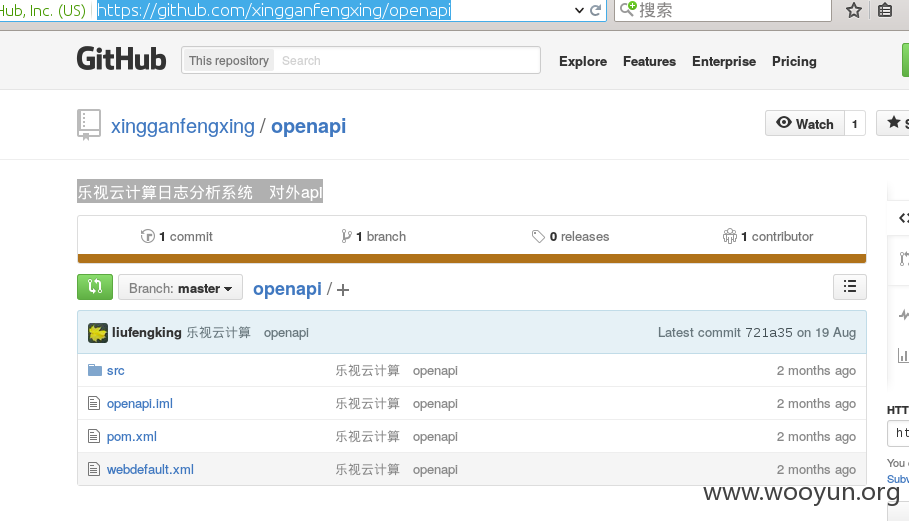 Hub, Inc. (US) https://github.com/xingganfengxing/openapi 搜索
GitHub This repository Search Explore Features Enterprise Pricing
xingganfengxing / openapi Watch 1
乐视云计算日志分析系统 对外api
1 commit 1 branch 0 releases 1 contributor
Branch: master openapi / +
liufengking 乐视云计算 openapi Latest commit 721a35 on 19 Aug
src 乐视云计算 openapi 2 months ago
openapi.iml 乐视云计算 openapi 2 months ago
HTT
pom.xml 乐视云计算 openapi 2 months ago
ht
You
webdefault.xml 乐视云计算 openapi 2 months ago
Subv
www.wooyun.org